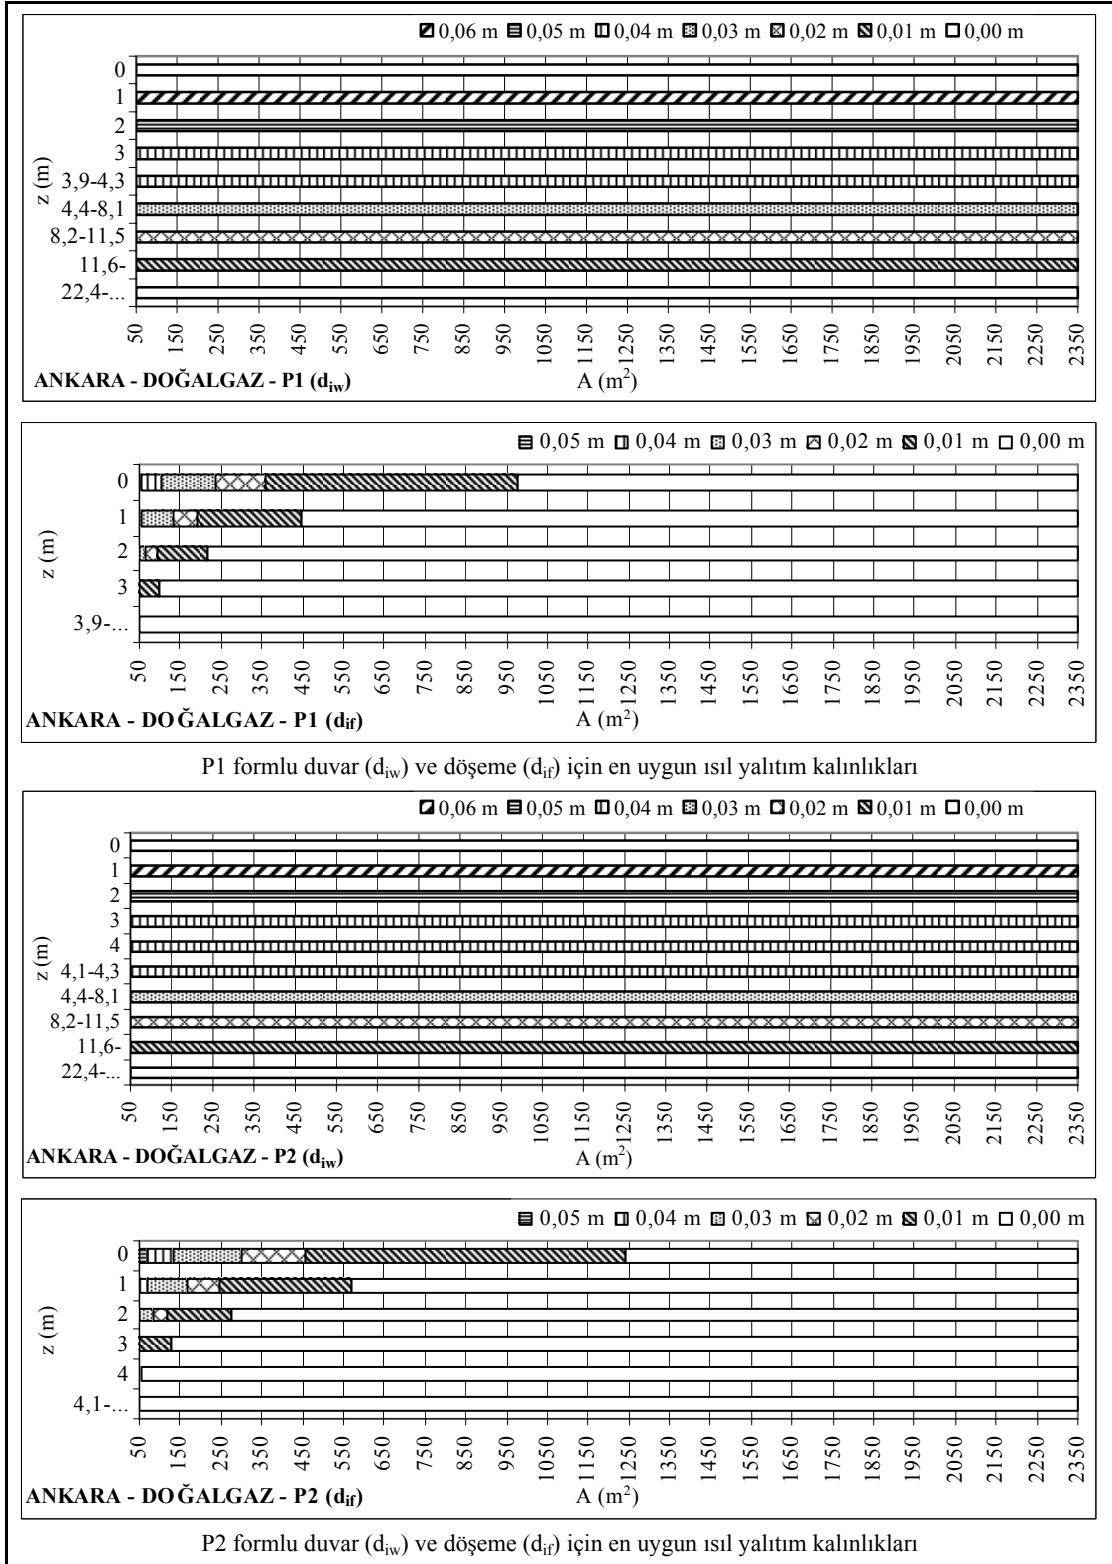 0,06 m 0,05 m 0,04 m 0,03 m 0,02 m 0,01 m 0,00 m
0
1
2
3
3,9-4,3
4,4-8,1
8,2-11,5
11,6-
22,4-...
z (m)
50 150 250 350 450 550 650 750 850 950 1050 1150 1250 1350 1450 1550 1650 1750 1850 1950 2050 2150 2250 2350
ANKARA - DOĞALGAZ - P1 (diw) A (m²)
0,05 m 0,04 m 0,03 m 0,02 m 0,01 m 0,00 m
0
1
2
3
3,9-...
z (m)
50 150 250 350 450 550 650 750 850 950 1050 1150 1250 1350 1450 1550 1650 1750 1850 1950 2050 2150 2250 2350
ANKARA - DOĞALGAZ - P1 (dif) A (m²)
P1 formlu duvar (diw) ve döşeme (dif) için en uygun ısıl yalıtım kalınlıkları
0,06 m 0,05 m 0,04 m 0,03 m 0,02 m 0,01 m 0,00 m
0
1
2
3
4
4,1-4,3
4,4-8,1
8,2-11,5
11,6-
22,4-...
z (m)
50 150 250 350 450 550 650 750 850 950 1050 1150 1250 1350 1450 1550 1650 1750 1850 1950 2050 2150 2250 2350
ANKARA - DOĞALGAZ - P2 (diw) A (m²)
0,05 m 0,04 m 0,03 m 0,02 m 0,01 m 0,00 m
0
1
2
3
4
4,1-...
z (m)
50 150 250 350 450 550 650 750 850 950 1050 1150 1250 1350 1450 1550 1650 1750 1850 1950 2050 2150 2250 2350
ANKARA - DOĞALGAZ - P2 (dif) A (m²)
P2 formlu duvar (diw) ve döşeme (dif) için en uygun ısıl yalıtım kalınlıkları